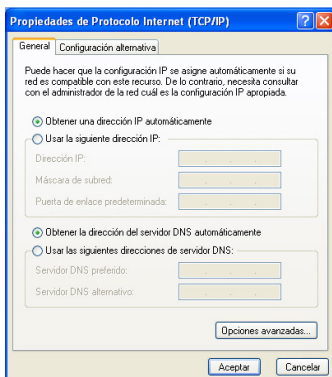 Propiedades de Protocolo Internet (TCP/IP)
General
Configuración alternativa
Puede hacer que la configuración IP se asigne automáticamente si su
red es compatible con este recurso. De lo contrario, necesita consultar
con el administrador de la red cuál es la configuración IP apropiada.
Obtener una dirección IP automáticamente
Usar la siguiente dirección IP:
Dirección IP:
Máscara de subred:
Puerta de enlace predeterminada:
Obtener la dirección del servidor DNS automáticamente
Usar las siguientes direcciones de servidor DNS:
Servidor DNS preferido:
Servidor DNS alternativo:
Opciones avanzadas...
Aceptar
Cancelar